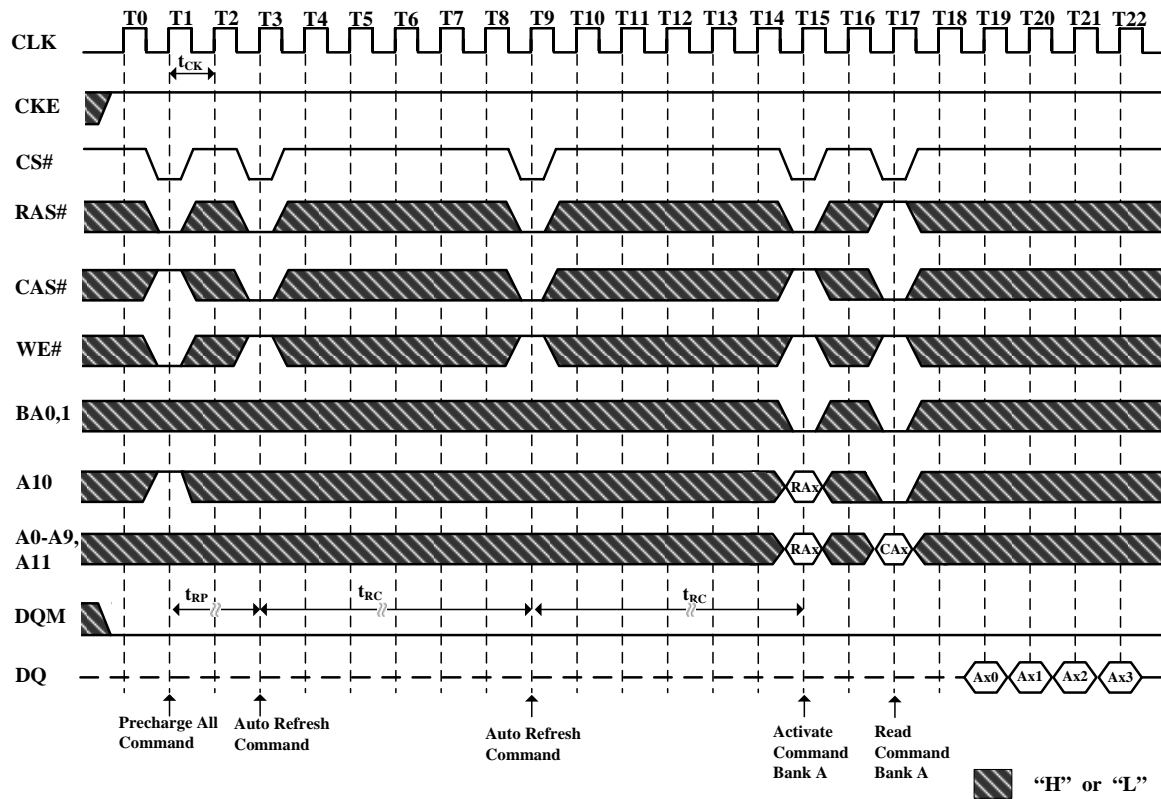 T0 T1 T2 T3 T4 T5 T6 T7 T8 T9 T10 T11 T12 T13 T14 T15 T16 T17 T18 T19 T20 T21 T22
CLK
tCK
CKE
CS#
RAS#
CAS#
WE#
BA0,1
A10
RAx
A0-A9,
A11
RAx CAx
tRP tRC tRC
DQM
DQ
Ax0 Ax1 Ax2 Ax3
Precharge All
Command
Auto Refresh
Command
Auto Refresh
Command
Activate
Command
Bank A
Read
Command
Bank A
“H” or “L”